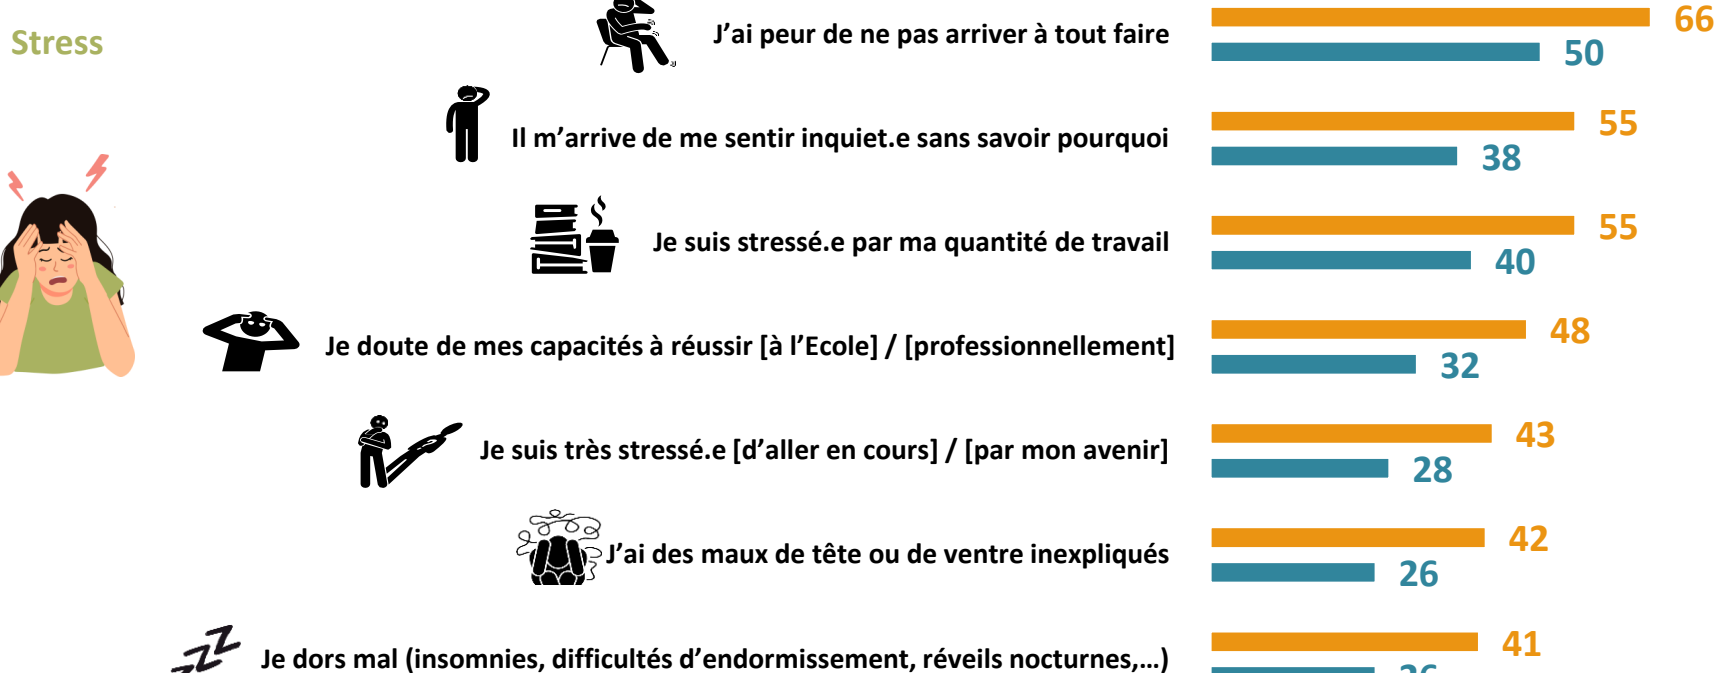 Stress
J'ai peur de ne pas arriver à tout faire
66
50
Il m'arrive de me sentir inquiet.e sans savoir pourquoi
55
38
Je suis stressé.e par ma quantité de travail
55
40
Je doute de mes capacités à réussir [à l'Ecole] / [professionnellement]
48
32
Je suis très stressé.e [d'aller en cours] / [par mon avenir]
43
28
J'ai des maux de tête ou de ventre inexpliqués
42
26
Je dors mal (insomnies, difficultés d'endormissement, réveils nocturnes,…)
41
26